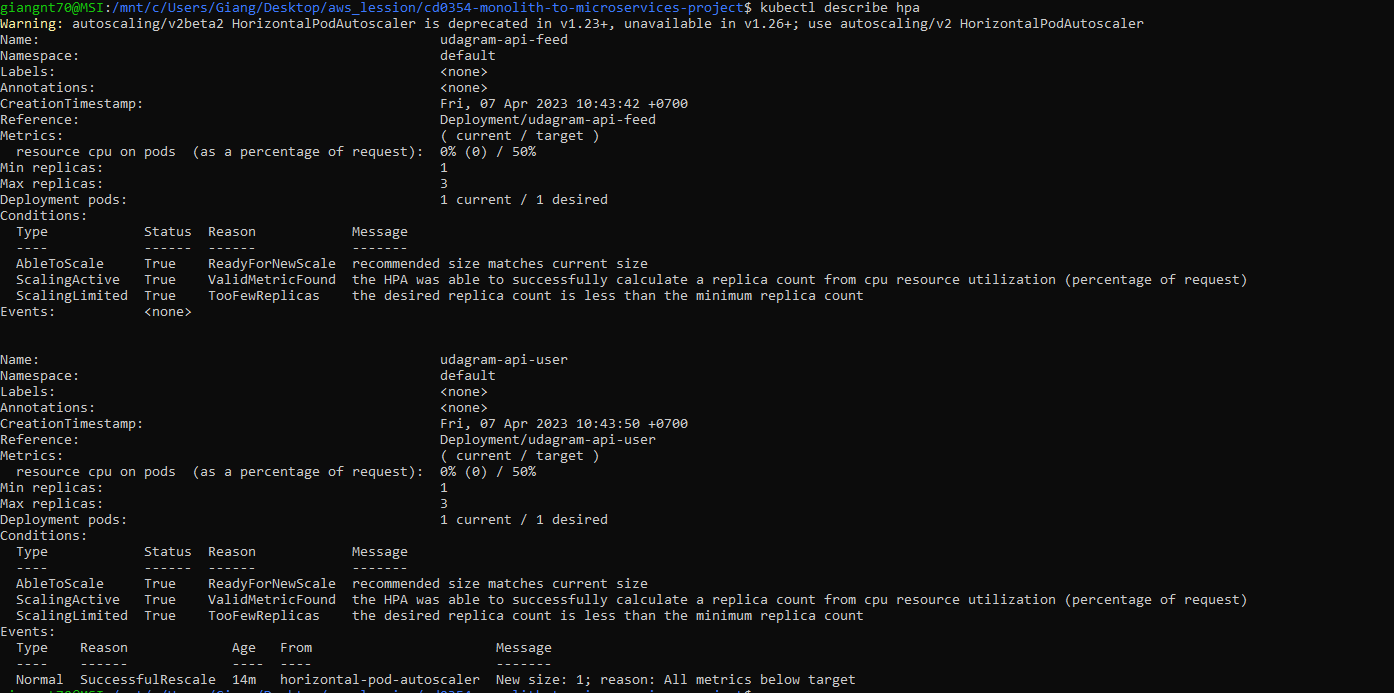 giangnt70@MSI:/mnt/c/Users/Giang/Desktop/aws_lession/cd0354-monolith-to-microservices-project$ kubectl describe hpa
Warning: autoscaling/v2beta2 HorizontalPodAutoscaler is deprecated in v1.23+, unavailable in v1.26+; use autoscaling/v2 HorizontalPodAutoscaler
Name: udagram-api-feed
Namespace: default
Labels: <none>
Annotations: <none>
CreationTimestamp: Fri, 07 Apr 2023 10:43:42 +0700
Reference: Deployment/udagram-api-feed
Metrics: ( current / target )
resource cpu on pods (as a percentage of request): 0% (0) / 50%
Min replicas: 1
Max replicas: 3
Deployment pods: 1 current / 1 desired
Conditions:
Type Status Reason Message
---- ------ ------ -------
AbleToScale True ReadyForNewScale recommended size matches current size
ScalingActive True ValidMetricFound the HPA was able to successfully calculate a replica count from cpu resource utilization (percentage of request)
ScalingLimited True TooFewReplicas the desired replica count is less than the minimum replica count
Events: <none>
Name: udagram-api-user
Namespace: default
Labels: <none>
Annotations: <none>
CreationTimestamp: Fri, 07 Apr 2023 10:43:50 +0700
Reference: Deployment/udagram-api-user
Metrics: ( current / target )
resource cpu on pods (as a percentage of request): 0% (0) / 50%
Min replicas: 1
Max replicas: 3
Deployment pods: 1 current / 1 desired
Conditions:
Type Status Reason Message
---- ------ ------ -------
AbleToScale True ReadyForNewScale recommended size matches current size
ScalingActive True ValidMetricFound the HPA was able to successfully calculate a replica count from cpu resource utilization (percentage of request)
ScalingLimited True TooFewReplicas the desired replica count is less than the minimum replica count
Events:
Type Reason Age From Message
---- ------ ---- ---- -------
Normal SuccessfulRescale 14m horizontal-pod-autoscaler New size: 1; reason: All metrics below target